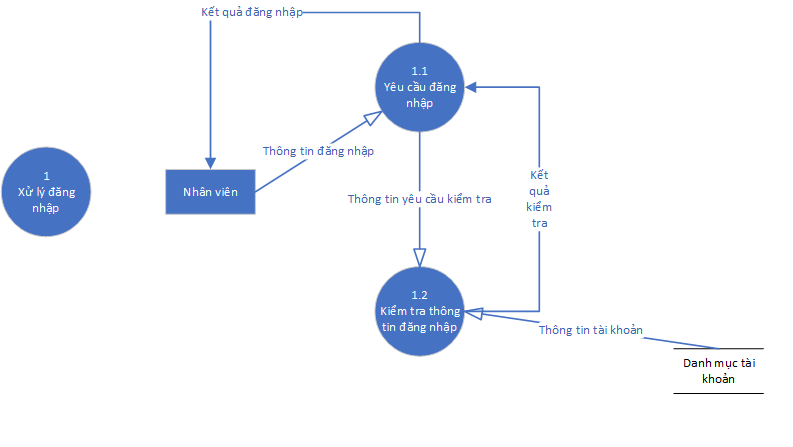 Kết quả đăng nhập
1.1
Yêu cầu đăng
nhập
Thông tin đăng nhập
1
Xử lý đăng
nhập
Nhân viên
Kết
quả
kiểm
tra
Thông tin yêu cầu kiểm tra
1.2
Kiểm tra thông
tin đăng nhập
Thông tin tài khoản
Danh mục tài
khoản